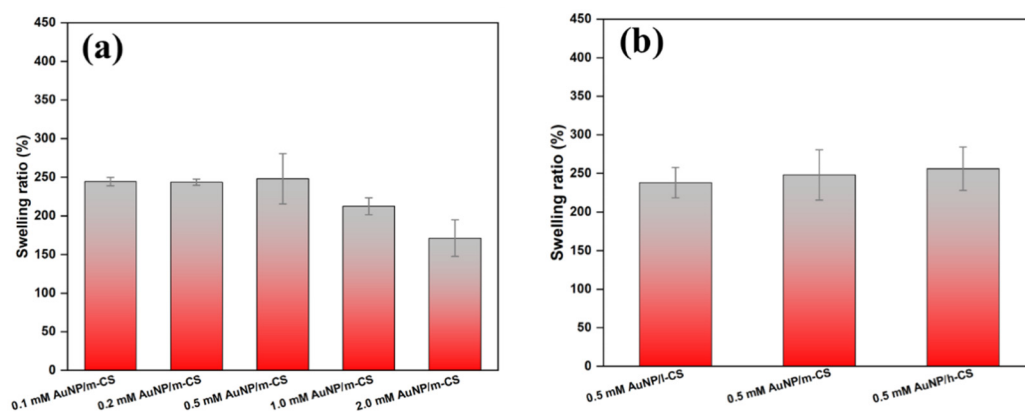 (a)
Swelling ratio (%)
450
400
350
300
250
200
150
100
50
0
0.1 mM AuNP/m-CS
0.2 mM AuNP/m-CS
0.5 mM AuNP/m-CS
1.0 mM AuNP/m-CS
2.0 mM AuNP/m-CS
(b)
Swelling ratio (%)
450
400
350
300
250
200
150
100
50
0
0.5 mM AuNP/l-CS
0.5 mM AuNP/m-CS
0.5 mM AuNP/h-CS